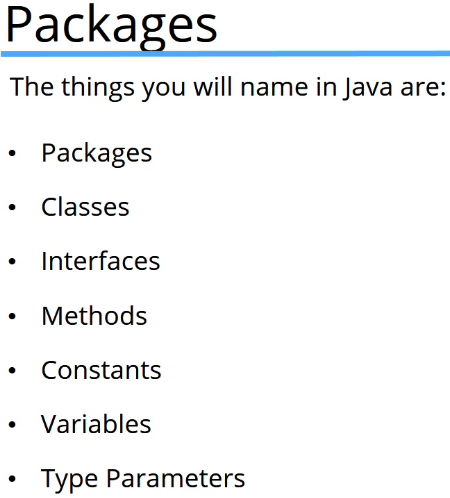 Packages
The things you will name in Java are:
• Packages
• Classes
• Interfaces
• Methods
• Constants
• Variables
• Type Parameters